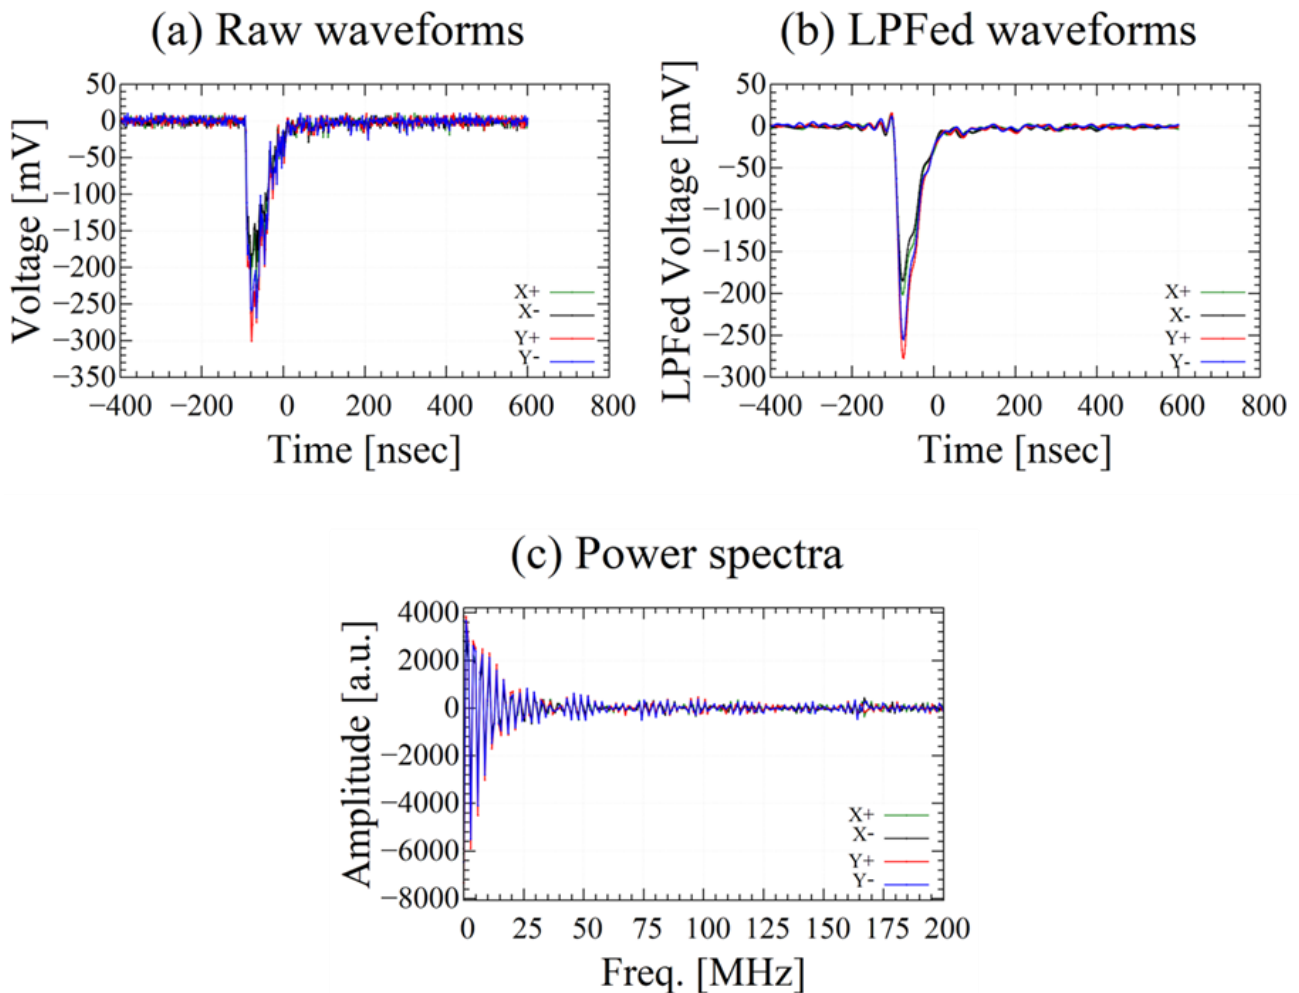 (a) Raw waveforms
50
0
−50
−100
−150
−200
−250
−300
−350
Voltage [mV]
X+
X-
Y+
Y-
−400 −200 0 200 400 600 800
Time [nsec]
(b) LPFed waveforms
50
0
−50
−100
−150
−200
−250
−300
LPFed Voltage [mV]
X+
X-
Y+
Y-
−400 −200 0 200 400 600 800
Time [nsec]
(c) Power spectra
4000
2000
0
−2000
−4000
−6000
−8000
Amplitude [a.u.]
X+
X-
Y+
Y-
0 25 50 75 100 125 150 175 200
Freq. [MHz]